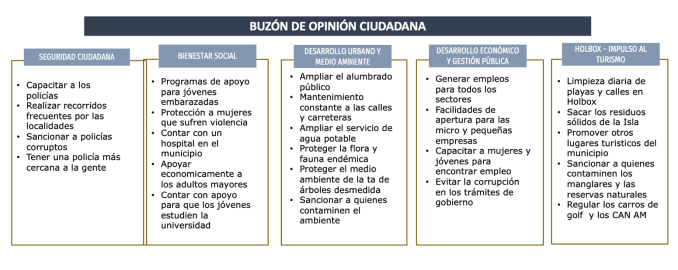 BUZÓN DE OPINIÓN CIUDADANA
SEGURIDAD CIUDADANA
• Capacitar a los
policías
• Realizar recorridos
frecuentes por las
localidades
• Sancionar a policías
corruptos
• Tener una policía más
cercana a la gente
BIENESTAR SOCIAL
• Programas de apoyo
para jóvenes
embarazadas
• Protección a mujeres
que sufren violencia
• Contar con un
hospital en el
municipio
• Apoyar
economicamente a
los adultos mayores
• Contar con apoyo
para que los jóvenes
estudien la
universidad
DESARROLLO URBANO Y
MEDIO AMBIENTE
• Ampliar el alumbrado
público
• Mantenimiento
constante a las calles
y carreteras
• Ampliar el servicio de
agua potable
• Proteger la flora y
fauna endémica
• Proteger el medio
ambiente de la ta de
árboles desmedida
• Sancionar a quienes
contaminen el
ambiente
DESARROLLO ECONÓMICO
Y GESTIÓN PÚBLICA
• Generar empleos
para todos los
sectores
• Facilidades de
apertura para las
micro y pequeñas
empresas
• Capacitar a mujeres y
jóvenes para
encontrar empleo
• Evitar la corrupción
en los trámites de
gobierno
HOLBOX – IMPULSO AL
TURISMO
• Limpieza diaria de
playas y calles en
Holbox
• Sacar los residuos
sólidos de la Isla
• Promover otros
lugares turisticos del
municipio
• Sancionar a quienes
contaminen los
manglares y las
reservas naturales
• Regular los carros de
golf y los CAN AM